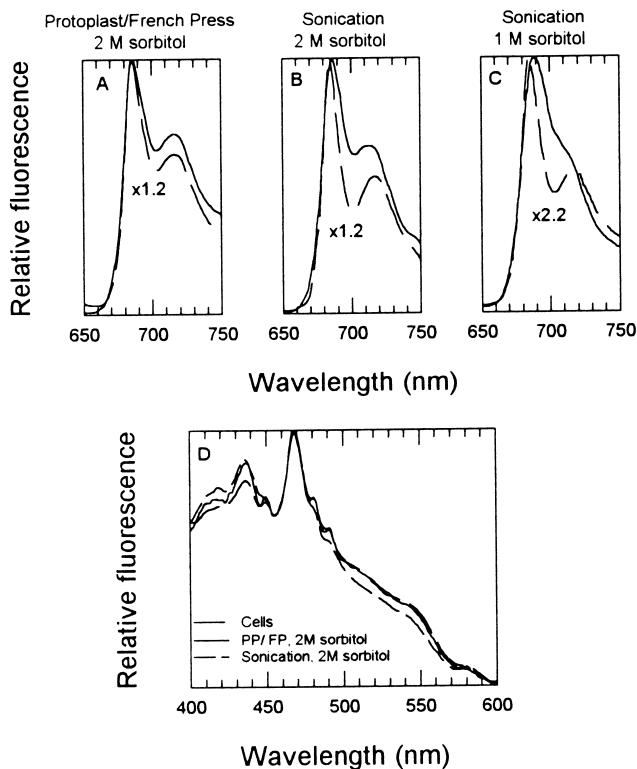 Protoplast/French Press
2 M sorbitol
Sonication
2 M sorbitol
Sonication
1 M sorbitol
Relative fluorescence
A
x1.2
B
x1.2
C
x2.2
650 700 750
650 700 750
650 700 750
Wavelength (nm)
Relative fluorescence
D
Cells
PP/ FP, 2M sorbitol
Sonication, 2M sorbitol
400 450 500 550 600
Wavelength (nm)